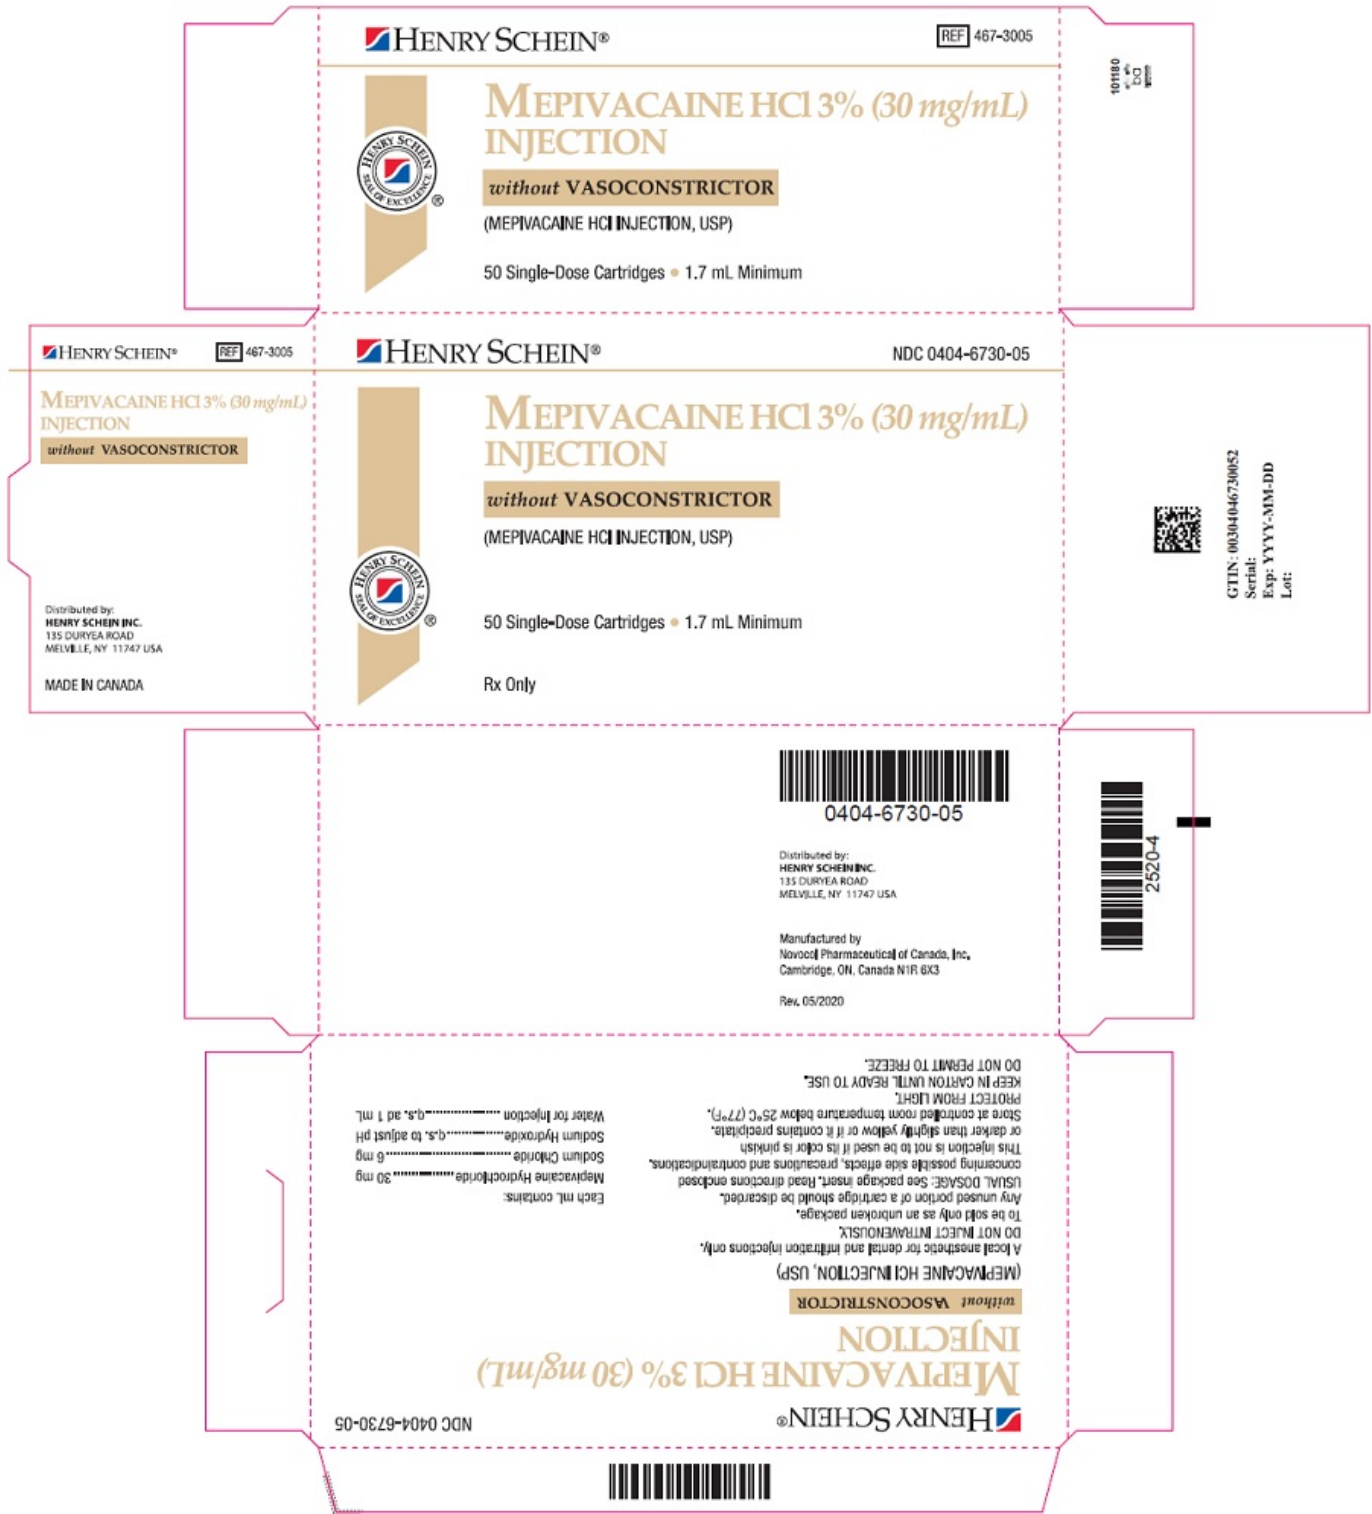 HENRY SCHEIN®
REF 467-3005
MEPIVACAINE HCl 3% (30 mg/mL)
INJECTION
without VASOCONSTRICTOR
(MEPIVACAINE HCl INJECTION, USP)
50 Single-Dose Cartridges • 1.7 mL Minimum
HENRY SCHEIN
SEAL OF EXCELLENCE
®
101180
HENRY SCHEIN®
REF 467-3005
MEPIVACAINE HCl 3% (30 mg/mL)
INJECTION
without VASOCONSTRICTOR
Distributed by:
HENRY SCHEIN INC.
135 DURYEA ROAD
MELVILLE, NY 11747 USA
MADE IN CANADA
HENRY SCHEIN®
NDC 0404-6730-05
MEPIVACAINE HCl 3% (30 mg/mL)
INJECTION
without VASOCONSTRICTOR
(MEPIVACAINE HCl INJECTION, USP)
HENRY SCHEIN
SEAL OF EXCELLENCE
®
50 Single-Dose Cartridges • 1.7 mL Minimum
Rx Only
GTIN: 00304046730052
Serial:
Exp: YYYY-MM-DD
Lot:
0404-6730-05
Distributed by:
HENRY SCHEIN INC.
135 DURYEA ROAD
MELVILLE, NY 11747 USA
Manufactured by
Novocol Pharmaceutical of Canada, Inc.
Cambridge, ON, Canada N1R 6X3
Rev. 05/2020
2520-4
HENRY SCHEIN®
NDC 0404-6730-05
MEPIVACAINE HCl 3% (30 mg/mL)
INJECTION
without VASOCONSTRICTOR
(MEPIVACAINE HCl INJECTION, USP)
A local anesthetic for dental and infiltration injections only.
DO NOT INJECT INTRAVENOUSLY.
To be sold only as an unbroken package.
Any unused portion of a cartridge should be discarded.
USUAL DOSAGE: See package insert. Read directions enclosed
concerning possible side effects, precautions and contraindications.
This injection is not to be used if its color is pinkish
or darker than slightly yellow or if it contains precipitate.
Store at controlled room temperature below 25°C (77°F).
PROTECT FROM LIGHT.
KEEP IN CARTON UNTIL READY TO USE.
DO NOT PERMIT TO FREEZE.
Each mL contains:
Mepivacaine Hydrochloride ................ 30 mg
Sodium Chloride ................................ 6 mg
Sodium Hydroxide ............... q.s. to adjust pH
Water for Injection .................... q.s. ad 1 mL